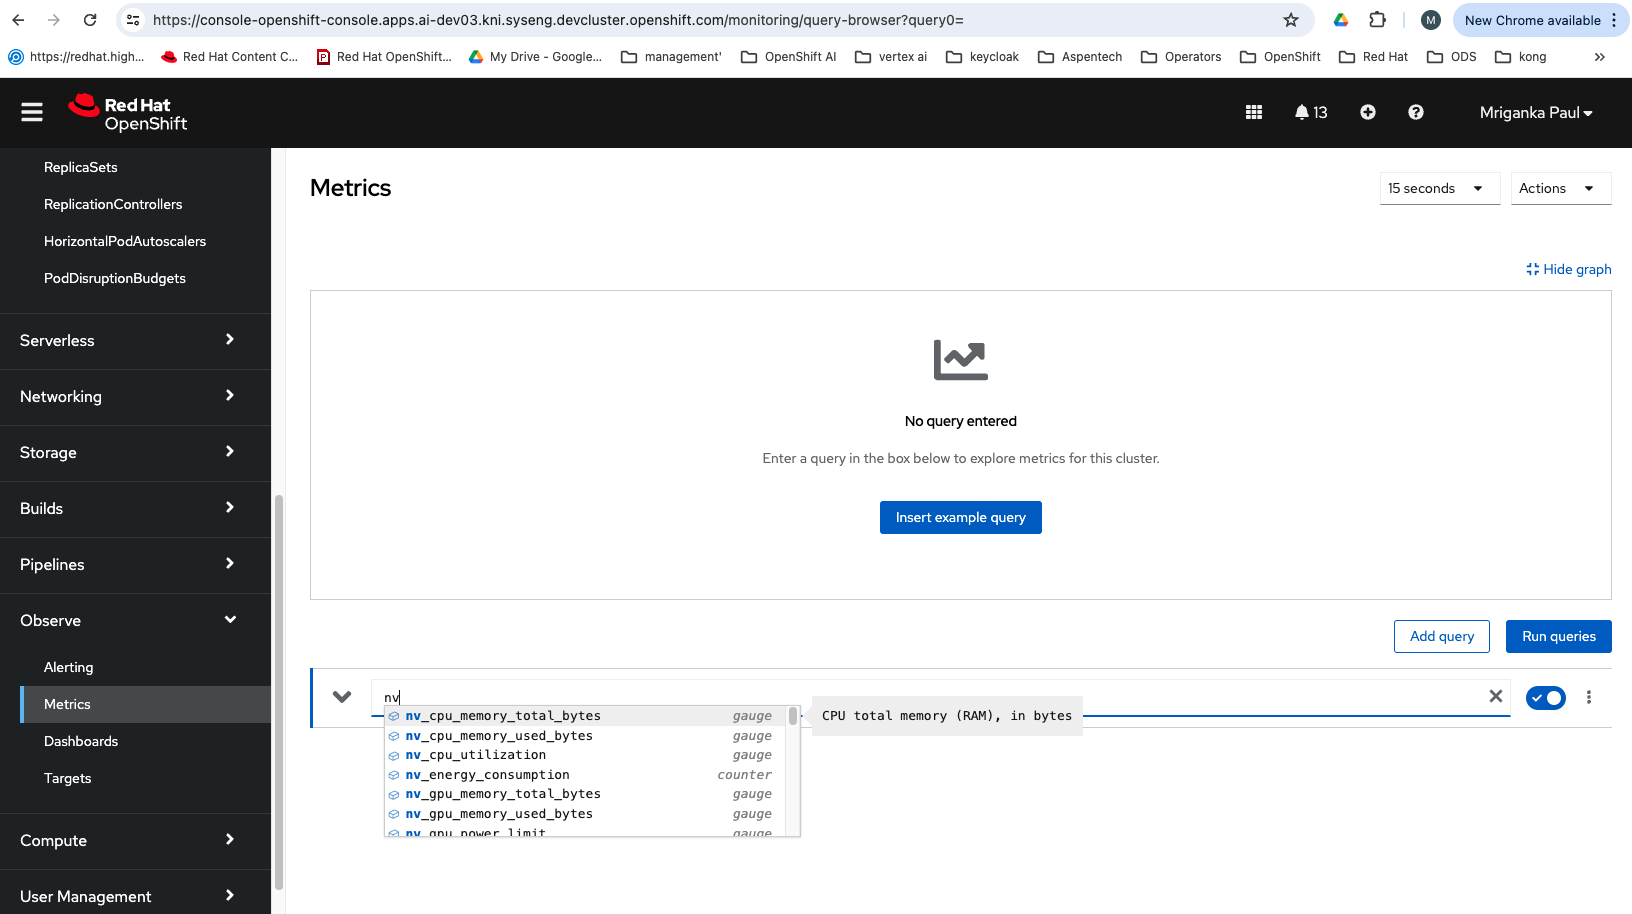 https://console-openshift-console.apps.ai-dev03.kni.syseng.devcluster.openshift.com/monitoring/query-browser?query0=
M
New Chrome available
https://redhat.high...
Red Hat Content C...
Red Hat OpenShift...
My Drive - Google...
management'
OpenShift AI
vertex ai
keycloak
Aspentech
Operators
OpenShift
Red Hat
ODS
kong
Red Hat
OpenShift
13
Mriganka Paul
ReplicaSets
ReplicationControllers
HorizontalPodAutoscalers
PodDisruptionBudgets
Serverless
Networking
Storage
Builds
Pipelines
Observe
Alerting
Metrics
Dashboards
Targets
Compute
User Management
Metrics
15 seconds
Actions
Hide graph
No query entered
Enter a query in the box below to explore metrics for this cluster.
Insert example query
Add query
Run queries
nv
nv_cpu_memory_total_bytes gauge
CPU total memory (RAM), in bytes
nv_cpu_memory_used_bytes gauge
nv_cpu_utilization gauge
nv_energy_consumption counter
nv_gpu_memory_total_bytes gauge
nv_gpu_memory_used_bytes gauge
nv_gpu_power_limit gauge